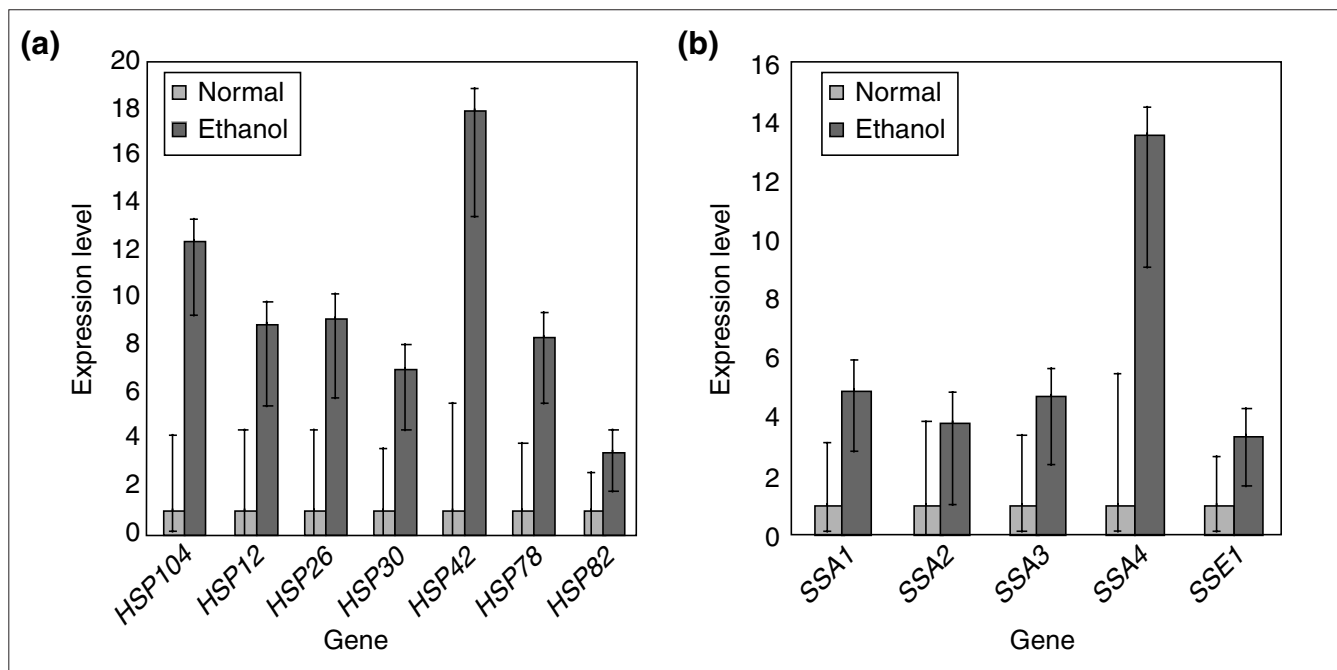 (a)
Expression level
20
18
16
14
12
10
8
6
4
2
0
Normal
Ethanol
HSP104
HSP12
HSP26
HSP30
HSP42
HSP78
HSP82
Gene
(b)
Expression level
16
14
12
10
8
6
4
2
0
Normal
Ethanol
SSA1
SSA2
SSA3
SSA4
SSE1
Gene